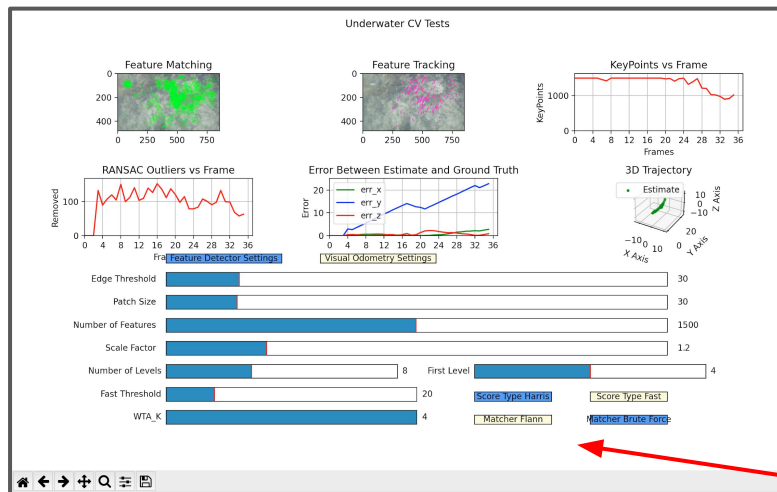 Underwater CV Tests
Feature Matching
Feature Tracking
KeyPoints vs Frame
0
200
400
0 250 500 750
0
200
400
0 250 500 750
KeyPoints
1000
0
0 4 8 12 16 20 24 28 32 36
Frames
RANSAC Outliers vs Frame
Error Between Estimate and Ground Truth
3D Trajectory
Removed
100
0
0 4 8 12 16 20 24 28 32 36
Fra
Error
20
10
0
err_x
err_y
err_z
0 4 8 12 16 20 24 28 32 36
Estimate
10
0
−10
Z Axis
−10 0 10
X Axis
0
20
Y Axis
Feature Detector Settings
Visual Odometry Settings
Edge Threshold 30
Patch Size 30
Number of Features 1500
Scale Factor 1.2
Number of Levels 8
First Level 4
Fast Threshold 20
Score Type Harris
Score Type Fast
WTA_K 4
Matcher Flann
Matcher Brute Force